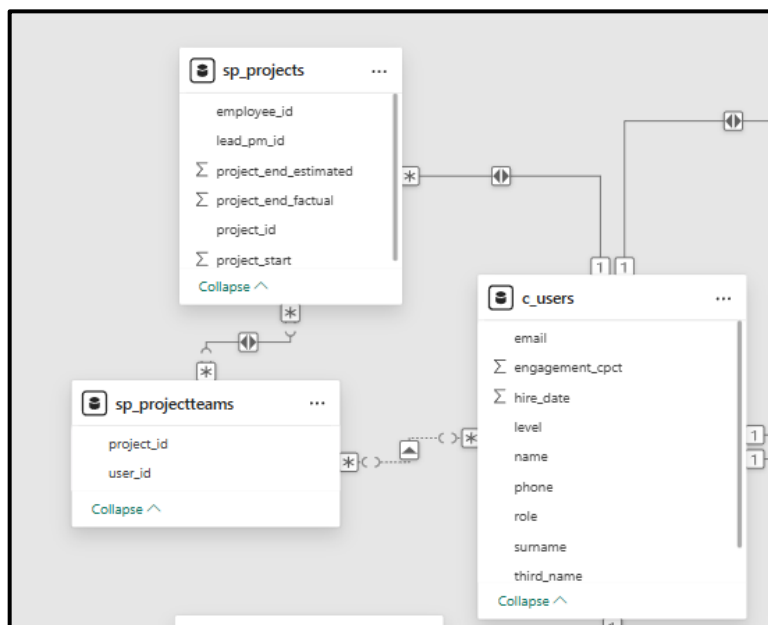 sp_projects
...
employee_id
lead_pm_id
Σ project_end_estimated
Σ project_end_factual
project_id
Σ project_start
Collapse
*
1
1
c_users
...
email
Σ engagement_cpct
Σ hire_date
level
name
phone
role
surname
third_name
Collapse
*
*
sp_projectteams
...
project_id
user_id
Collapse
*
*
1
1
1